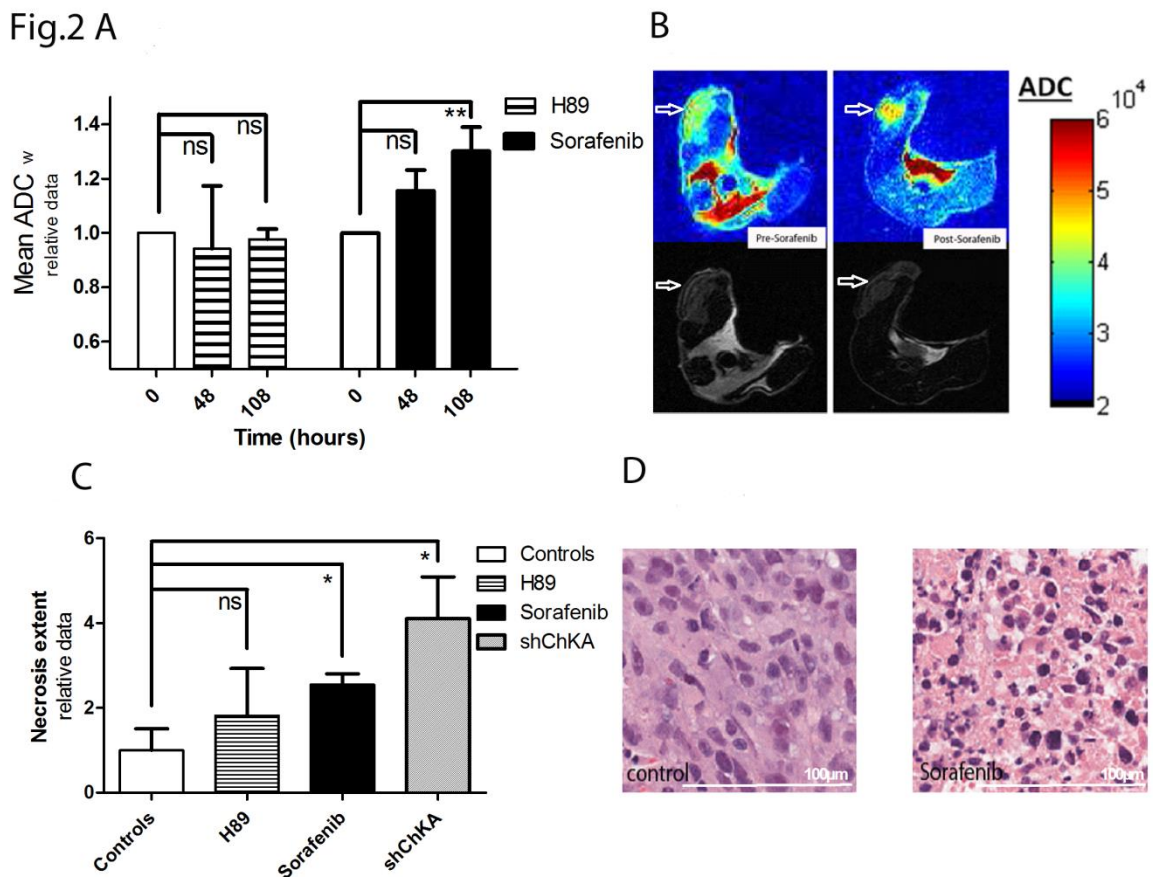 Fig.2 A
Mean ADC w
relative data
1.4
1.2
1.0
0.8
0.6
ns
ns
ns
**
H89
Sorafenib
0
48
108
0
48
108
Time (hours)
B
Pre-Sorafenib
Post-Sorafenib
ADC
10⁴
6
5
4
3
2
C
Necrosis extent
relative data
6
4
2
0
ns
*
*
Controls
H89
Sorafenib
shChKA
Controls
H89
Sorafenib
shChKA
D
control
100µm
Sorafenib
100µm